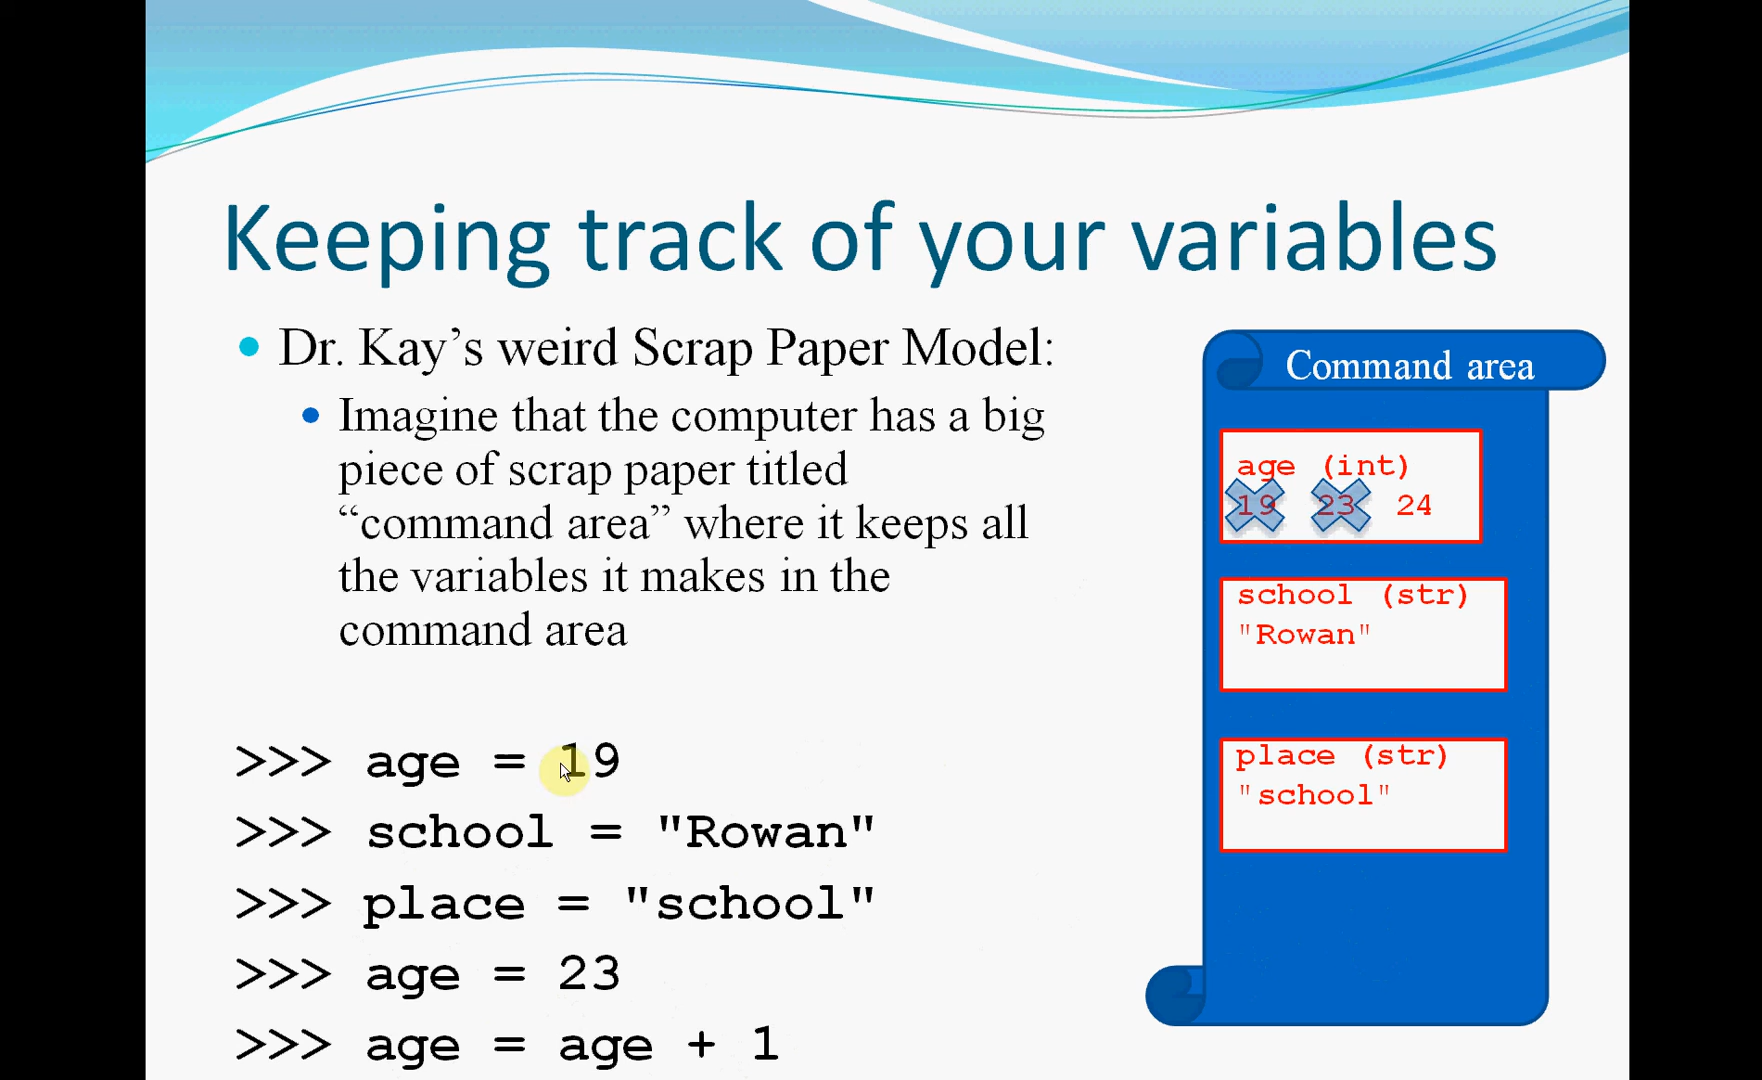 Keeping track of your variables
Dr. Kay’s weird Scrap Paper Model:
Imagine that the computer has a big
piece of scrap paper titled
“command area” where it keeps all
the variables it makes in the
command area
>>> age = 19
>>> school = "Rowan"
>>> place = "school"
>>> age = 23
>>> age = age + 1
Command area
age (int)
19 23 24
school (str)
"Rowan"
place (str)
"school"